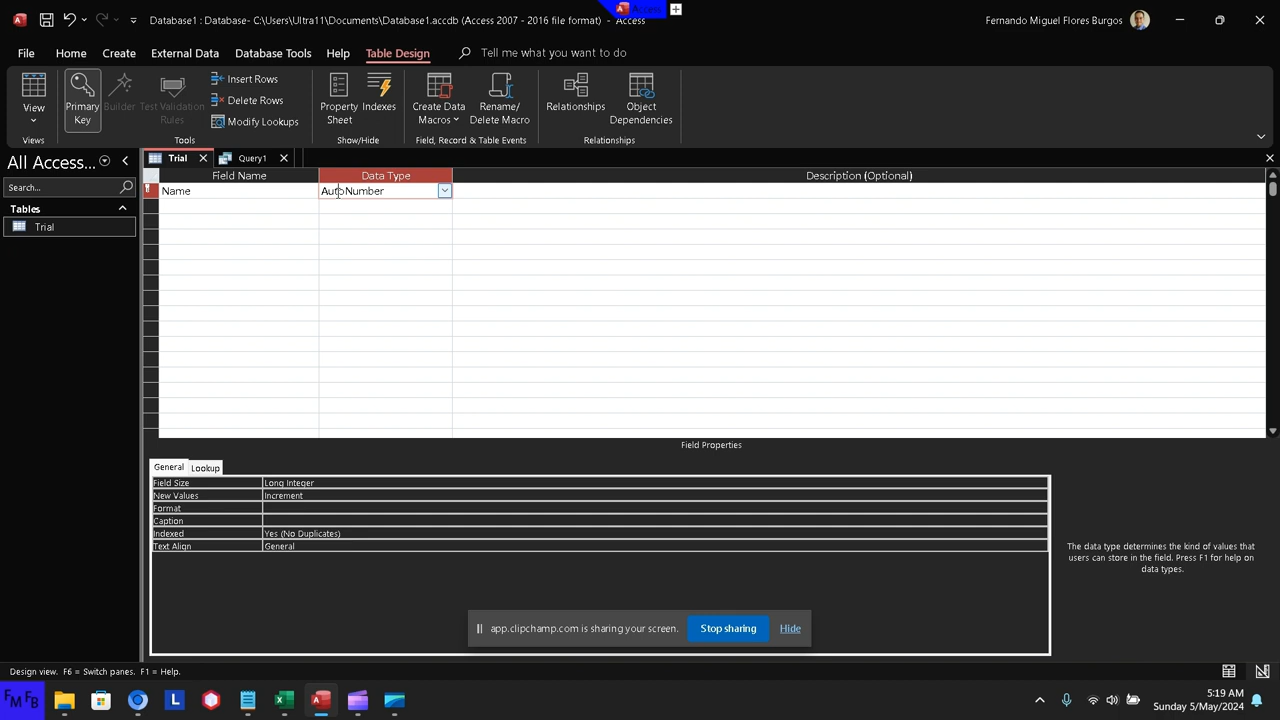 Access
Database1 : Database- C:\Users\Ultra11\Documents\Database1.accdb (Access 2007 - 2016 file format) - Access
Fernando Miguel Flores Burgos
File Home Create External Data Database Tools Help Table Design Tell me what you want to do
View
Primary Key
Builder
Test Validation Rules
Insert Rows
Delete Rows
Modify Lookups
Property Sheet
Indexes
Create Data Macros
Rename/ Delete Macro
Relationships
Object Dependencies
Views Tools Show/Hide Field, Record & Table Events Relationships
All Access...
Search...
Tables
Trial
Trial Query1
Field Name Data Type Description (Optional)
Name AutoNumber
Field Properties
General Lookup
Field Size Long Integer
New Values Increment
Format
Caption
Indexed Yes (No Duplicates)
Text Align General
The data type determines the kind of values that
users can store in the field. Press F1 for help on
data types.
app.clipchamp.com is sharing your screen. Stop sharing Hide
Design view. F6 = Switch panes. F1 = Help.
FM FB
L
5:19 AM
Sunday 5/May/2024